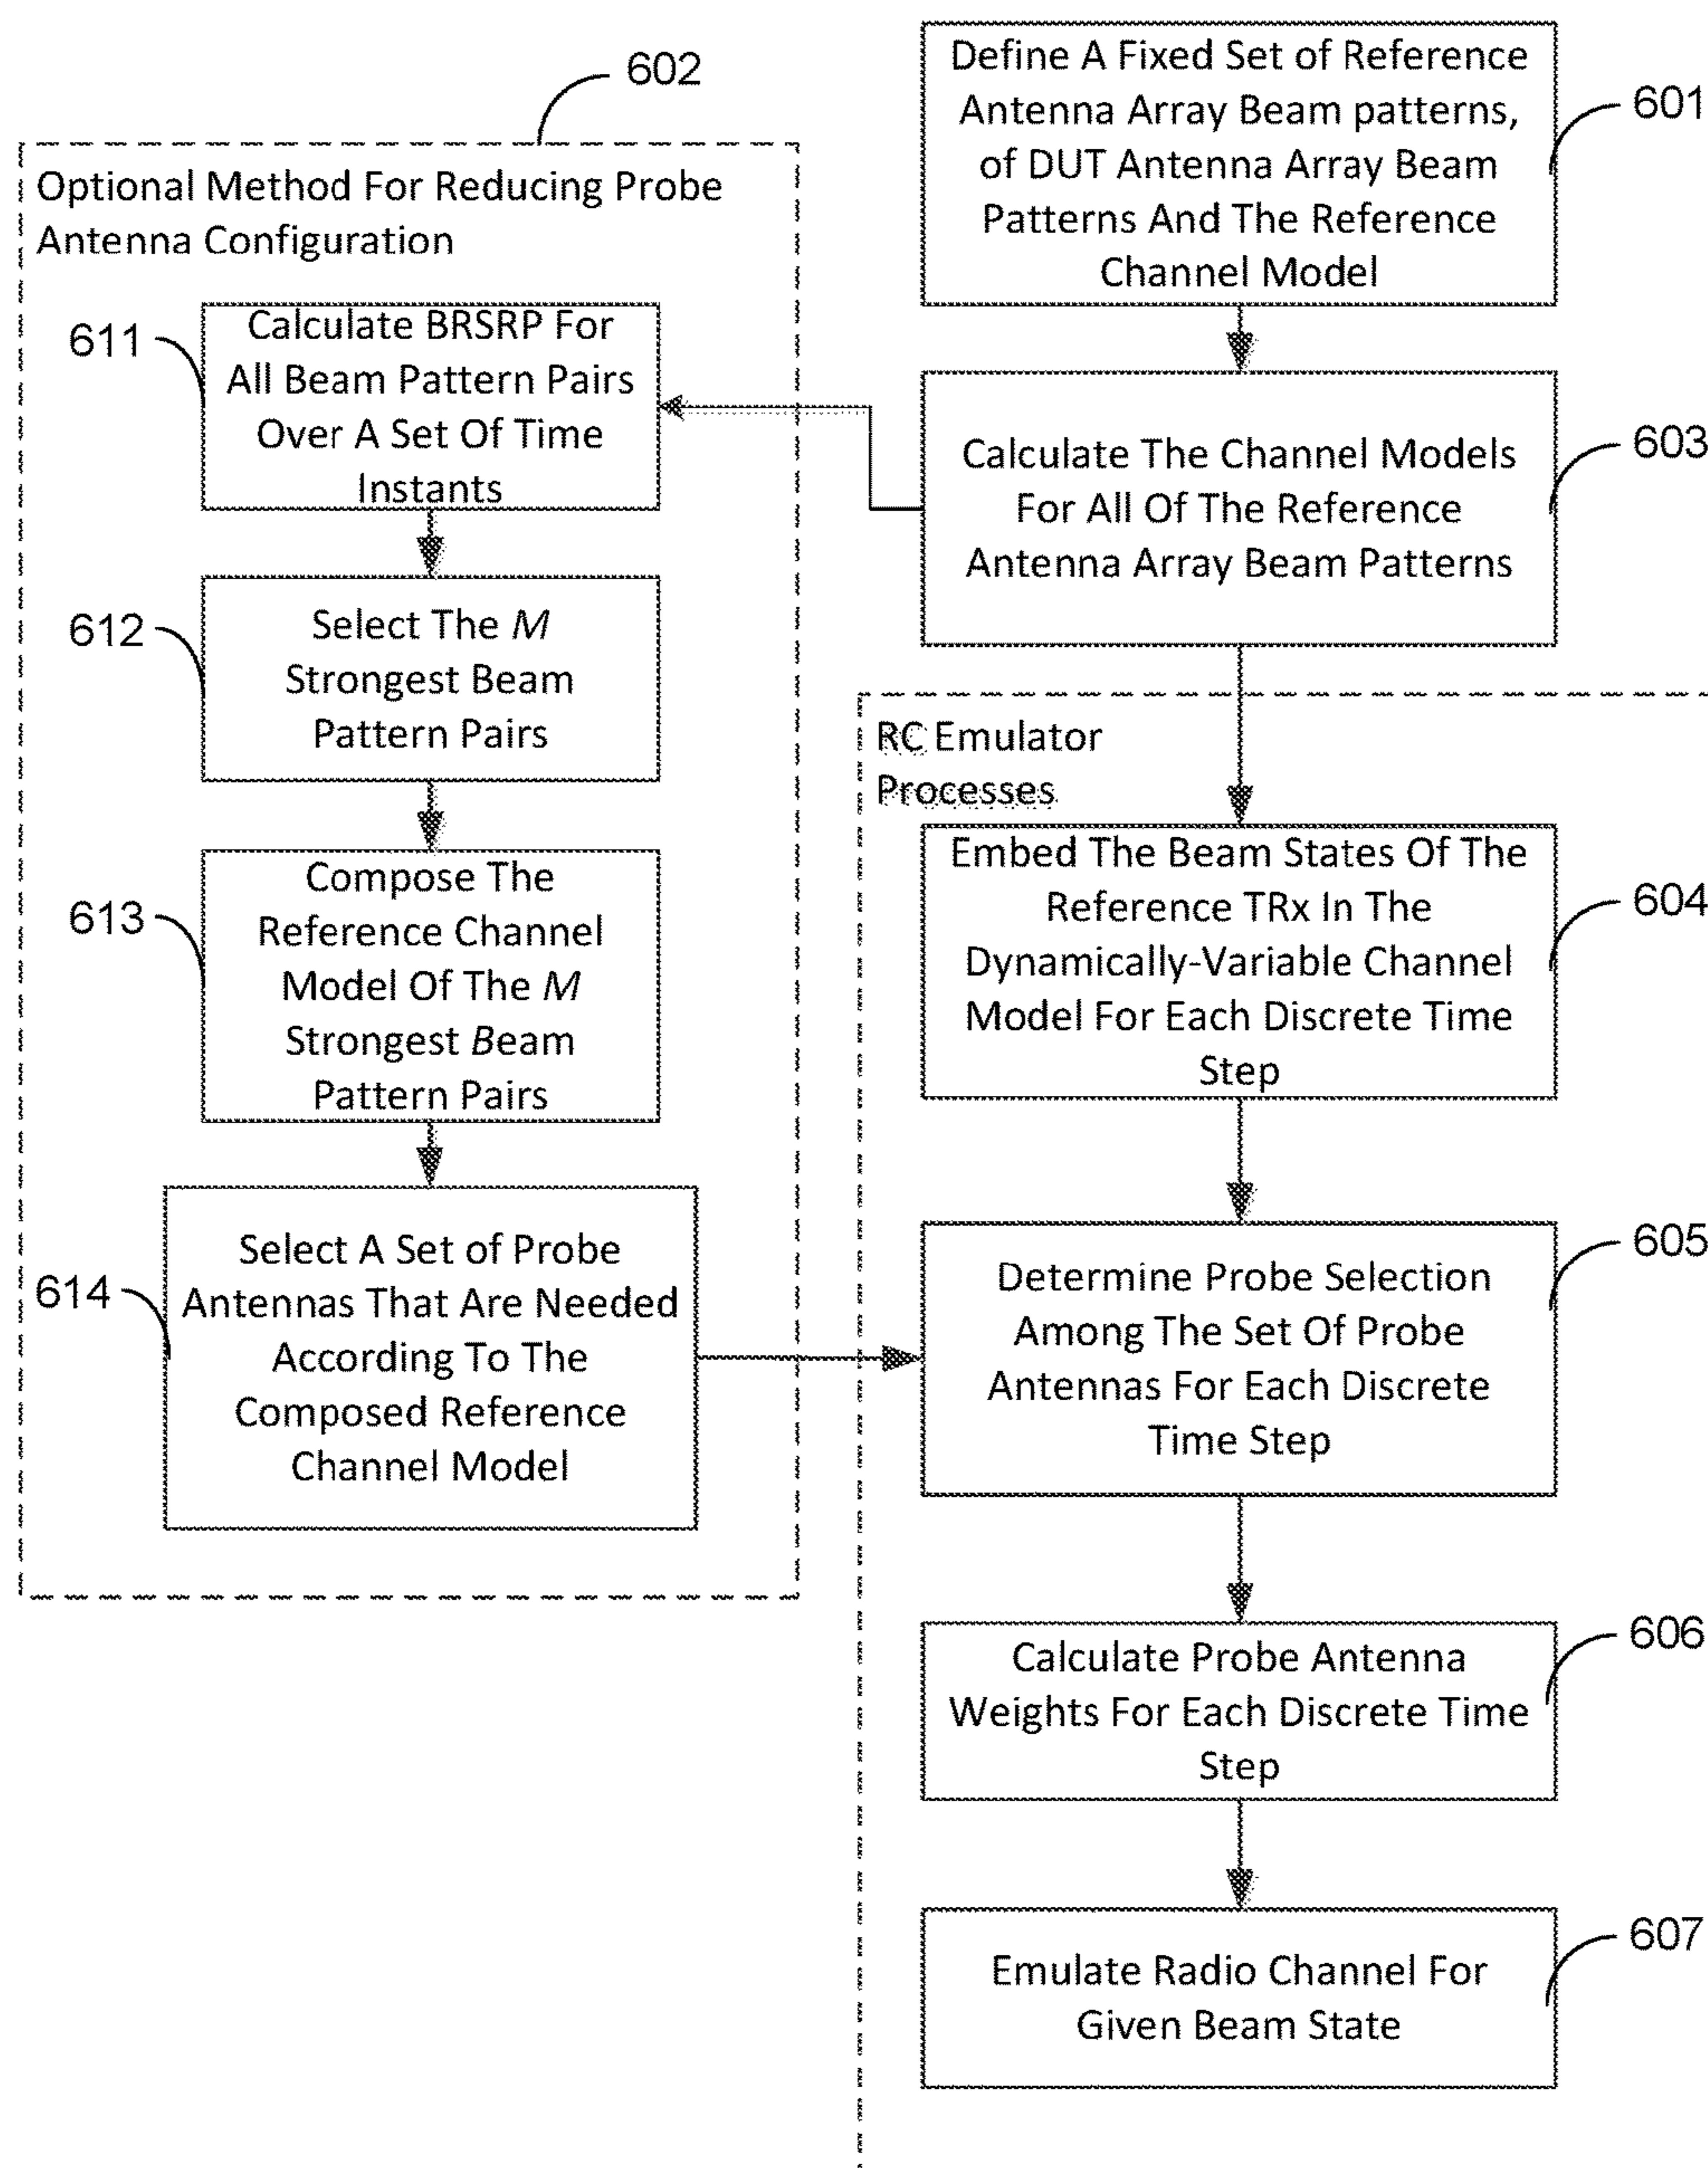 602
Define A Fixed Set of Reference
Antenna Array Beam patterns,
of DUT Antenna Array Beam
Patterns And The Reference
Channel Model
601
Optional Method For Reducing Probe
Antenna Configuration
611
Calculate BRSRP For
All Beam Pattern Pairs
Over A Set Of Time
Instants
603
Calculate The Channel Models
For All Of The Reference
Antenna Array Beam Patterns
612
Select The M
Strongest Beam
Pattern Pairs
RC Emulator
Processes
613
Compose The
Reference Channel
Model Of The M
Strongest Beam
Pattern Pairs
Embed The Beam States Of The
Reference TRx In The
Dynamically-Variable Channel
Model For Each Discrete Time
Step
604
614
Select A Set of Probe
Antennas That Are Needed
According To The
Composed Reference
Channel Model
Determine Probe Selection
Among The Set Of Probe
Antennas For Each Discrete
Time Step
605
Calculate Probe Antenna
Weights For Each Discrete Time
Step
606
Emulate Radio Channel For
Given Beam State
607